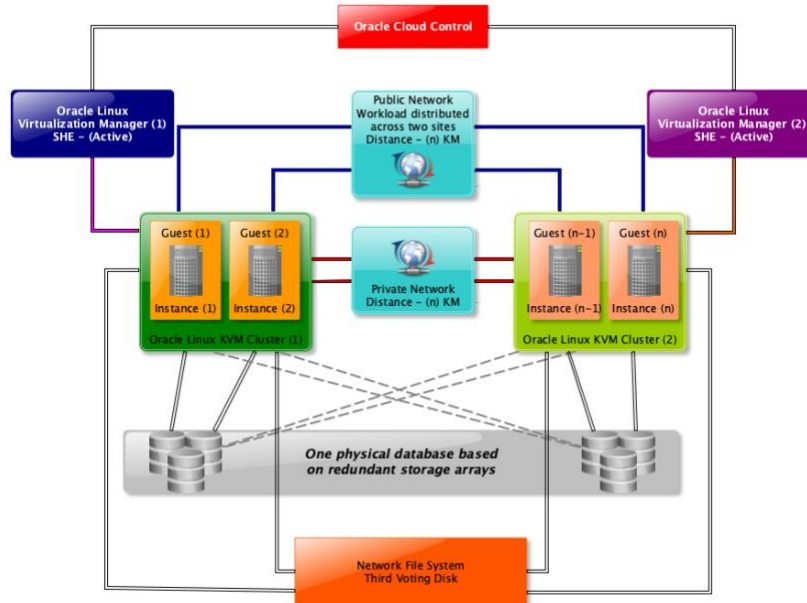 Oracle Cloud Control
Oracle Linux
Virtualization Manager (1)
SHE - (Active)
Public Network
Workload distributed
across two sites
Distance - (n) KM
Oracle Linux
Virtualization Manager (2)
SHE - (Active)
Guest (1)
Guest (2)
Instance (1)
Instance (2)
Oracle Linux KVM Cluster (1)
Private Network
Distance - (n) KM
Guest (n-1)
Guest (n)
Instance (n-1)
Instance (n)
Oracle Linux KVM Cluster (2)
One physical database based
on redundant storage arrays
Network File System
Third Voting Disk